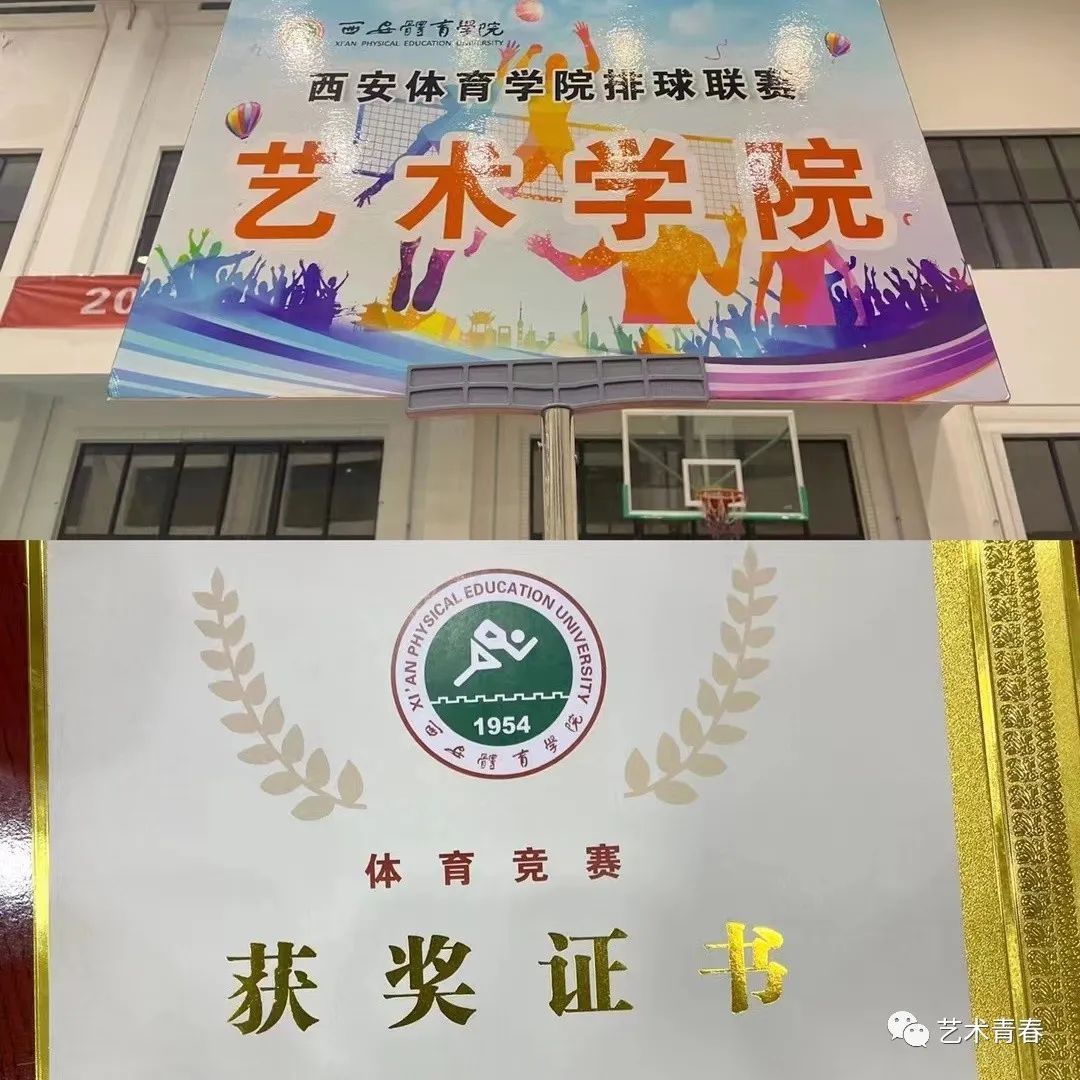 西安體育學院
XI'AN PHYSICAL EDUCATION UNIVERSITY
西安体育学院排球联赛
艺术学院
20
XI'AN PHYSICAL EDUCATION UNIVERSITY
1954
西安體育學院
体育竞赛
获奖证书
艺术青春